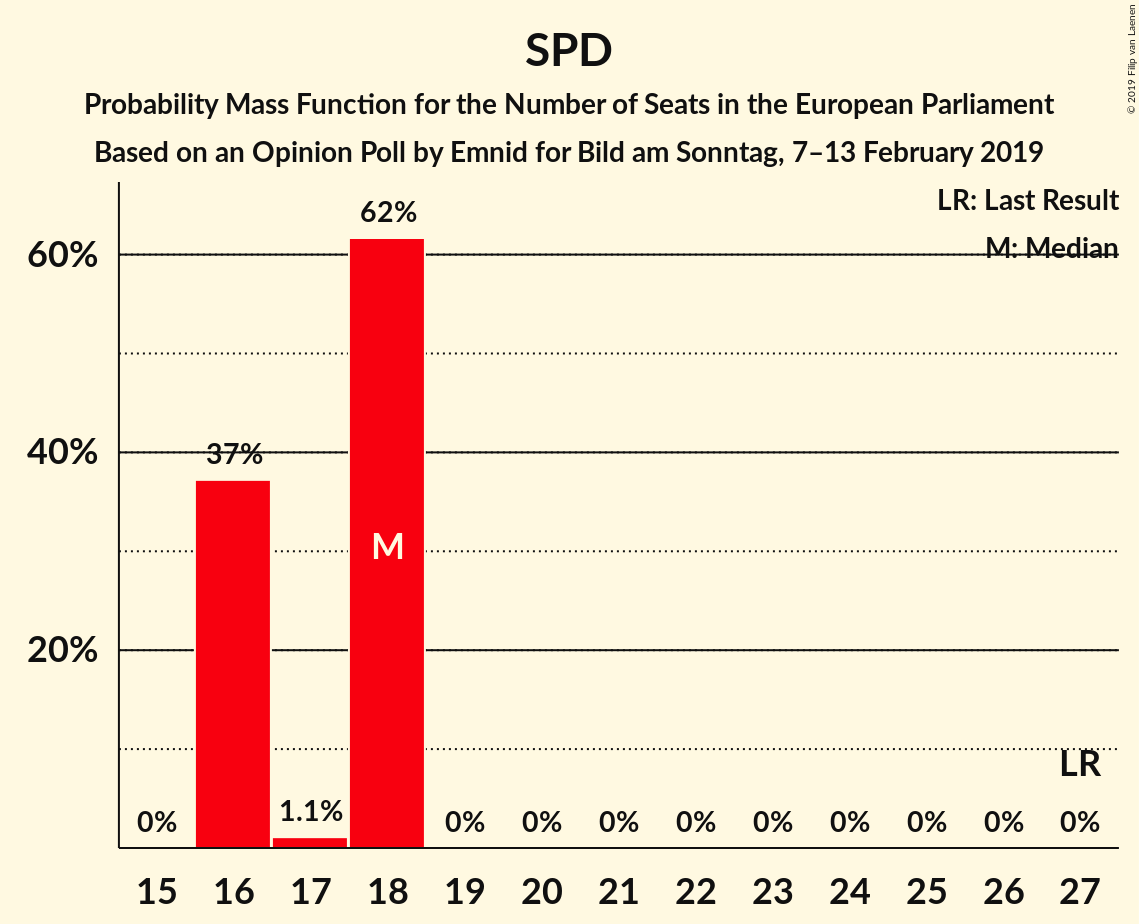 SPD
Probability Mass Function for the Number of Seats in the European Parliament
Based on an Opinion Poll by Emnid for Bild am Sonntag, 7–13 February 2019
© 2019 Filip van Laenen
LR: Last Result
M: Median
60%
40%
20%
0%
37%
1.1%
62%
M
0%
0%
0%
0%
0%
0%
0%
0%
LR
0%
15 16 17 18 19 20 21 22 23 24 25 26 27